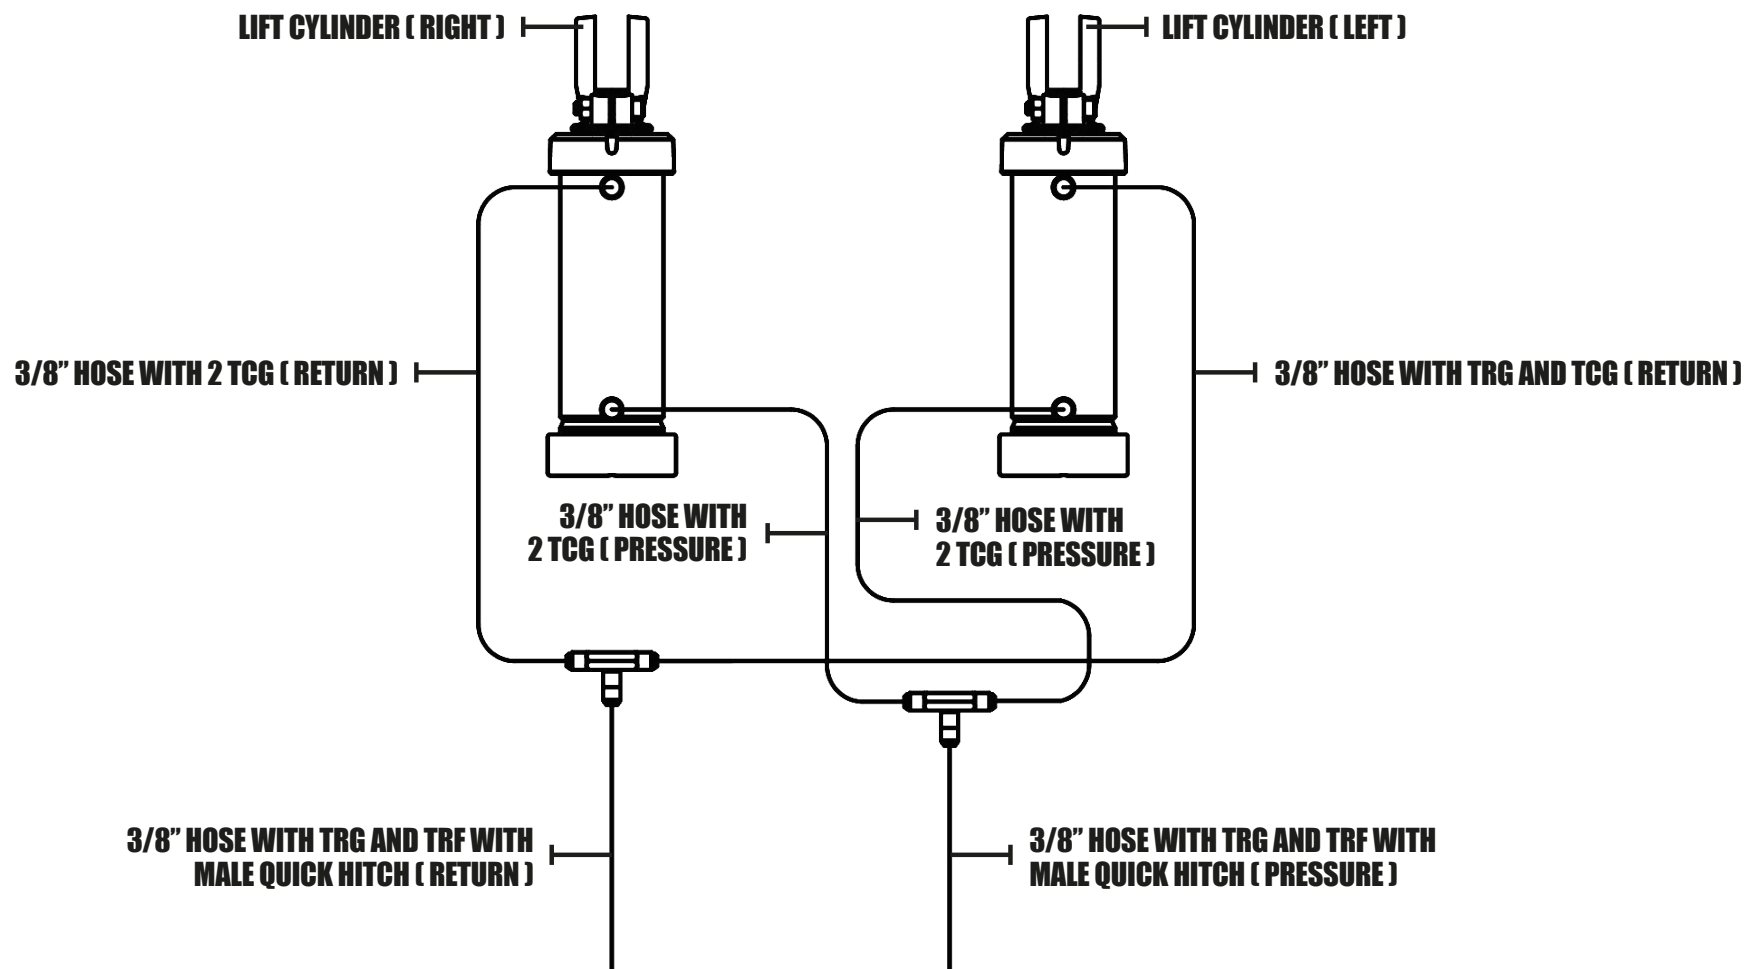 LIFT CYLINDER ( RIGHT )
LIFT CYLINDER ( LEFT )
3/8” HOSE WITH 2 TCG ( RETURN )
3/8” HOSE WITH TRG AND TCG ( RETURN )
3/8” HOSE WITH
2 TCG ( PRESSURE )
3/8” HOSE WITH
2 TCG ( PRESSURE )
3/8” HOSE WITH TRG AND TRF WITH
MALE QUICK HITCH ( RETURN )
3/8” HOSE WITH TRG AND TRF WITH
MALE QUICK HITCH ( PRESSURE )